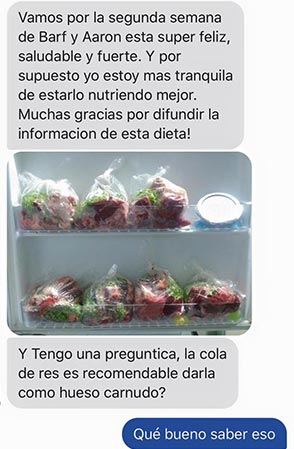 Vamos por la segunda semana
de Barf y Aaron esta super feliz,
saludable y fuerte. Y por
supuesto yo estoy mas tranquila
de estarlo nutriendo mejor.
Muchas gracias por difundir la
informacion de esta dieta!
Y Tengo una preguntica, la cola
de res es recomendable darla
como hueso carnudo?
Qué bueno saber eso